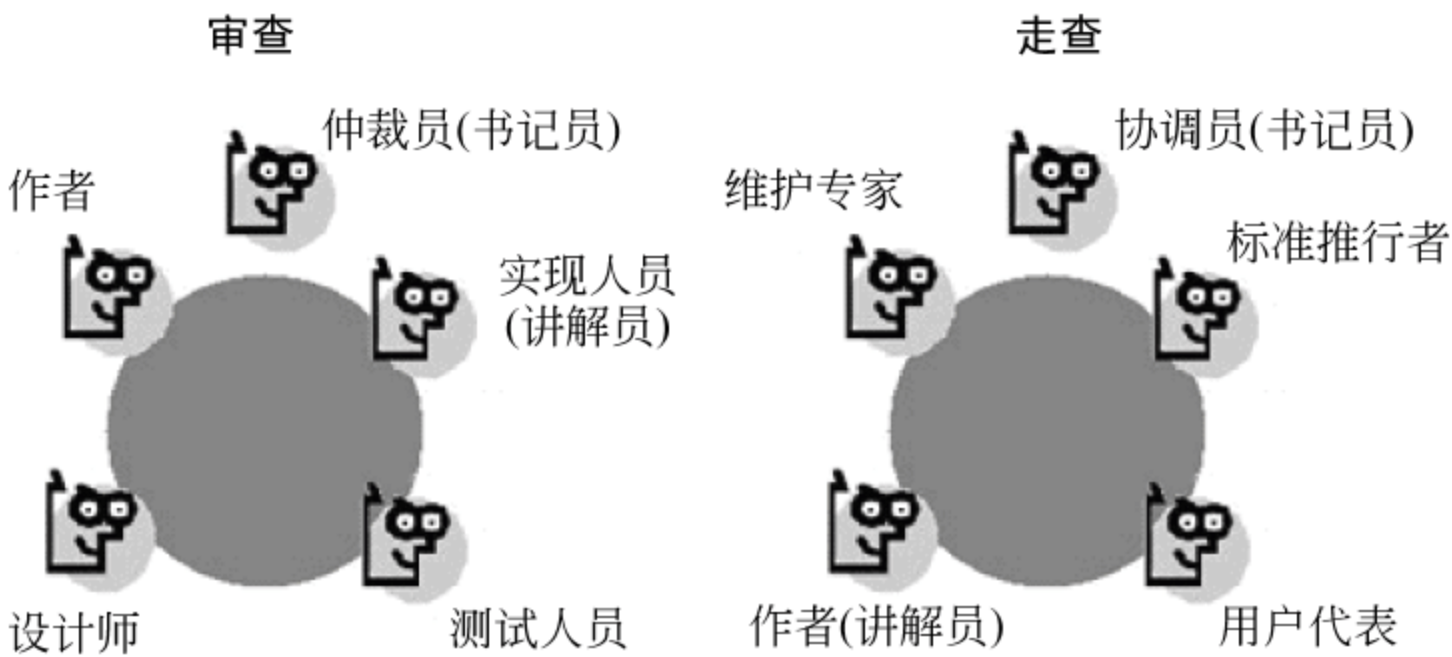 审查
仲裁员(书记员)
作者
实现人员
(讲解员)
设计师
测试人员
走查
协调员(书记员)
维护专家
标准推行者
作者(讲解员)
用户代表